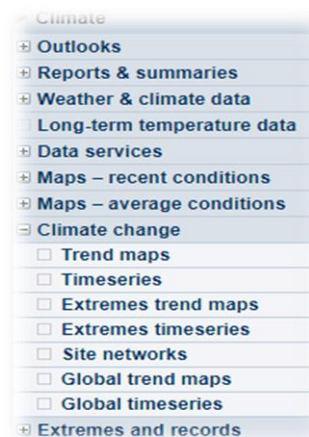 Climate
Outlooks
Reports & summaries
Weather & climate data
Long-term temperature data
Data services
Maps – recent conditions
Maps – average conditions
Climate change
Trend maps
Timeseries
Extremes trend maps
Extremes timeseries
Site networks
Global trend maps
Global timeseries
Extremes and records